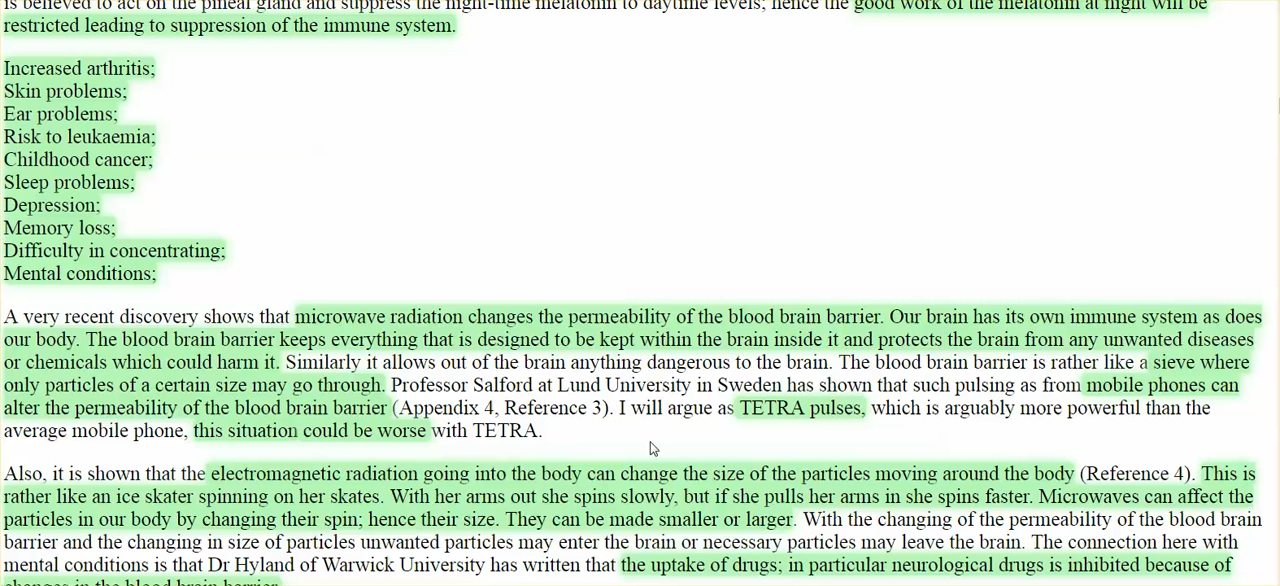 is believed to act on the pineal gland and suppress the night-time melatonin to daytime levels; hence the good work of the melatonin at night will be
restricted leading to suppression of the immune system.
Increased arthritis;
Skin problems;
Ear problems;
Risk to leukaemia;
Childhood cancer;
Sleep problems;
Depression;
Memory loss;
Difficulty in concentrating;
Mental conditions;
A very recent discovery shows that microwave radiation changes the permeability of the blood brain barrier. Our brain has its own immune system as does
our body. The blood brain barrier keeps everything that is designed to be kept within the brain inside it and protects the brain from any unwanted diseases
or chemicals which could harm it. Similarly it allows out of the brain anything dangerous to the brain. The blood brain barrier is rather like a sieve where
only particles of a certain size may go through. Professor Salford at Lund University in Sweden has shown that such pulsing as from mobile phones can
alter the permeability of the blood brain barrier (Appendix 4, Reference 3). I will argue as TETRA pulses, which is arguably more powerful than the
average mobile phone, this situation could be worse with TETRA.
Also, it is shown that the electromagnetic radiation going into the body can change the size of the particles moving around the body (Reference 4). This is
rather like an ice skater spinning on her skates. With her arms out she spins slowly, but if she pulls her arms in she spins faster. Microwaves can affect the
particles in our body by changing their spin; hence their size. They can be made smaller or larger. With the changing of the permeability of the blood brain
barrier and the changing in size of particles unwanted particles may enter the brain or necessary particles may leave the brain. The connection here with
mental conditions is that Dr Hyland of Warwick University has written that the uptake of drugs; in particular neurological drugs is inhibited because of
changes in the blood brain barrier.